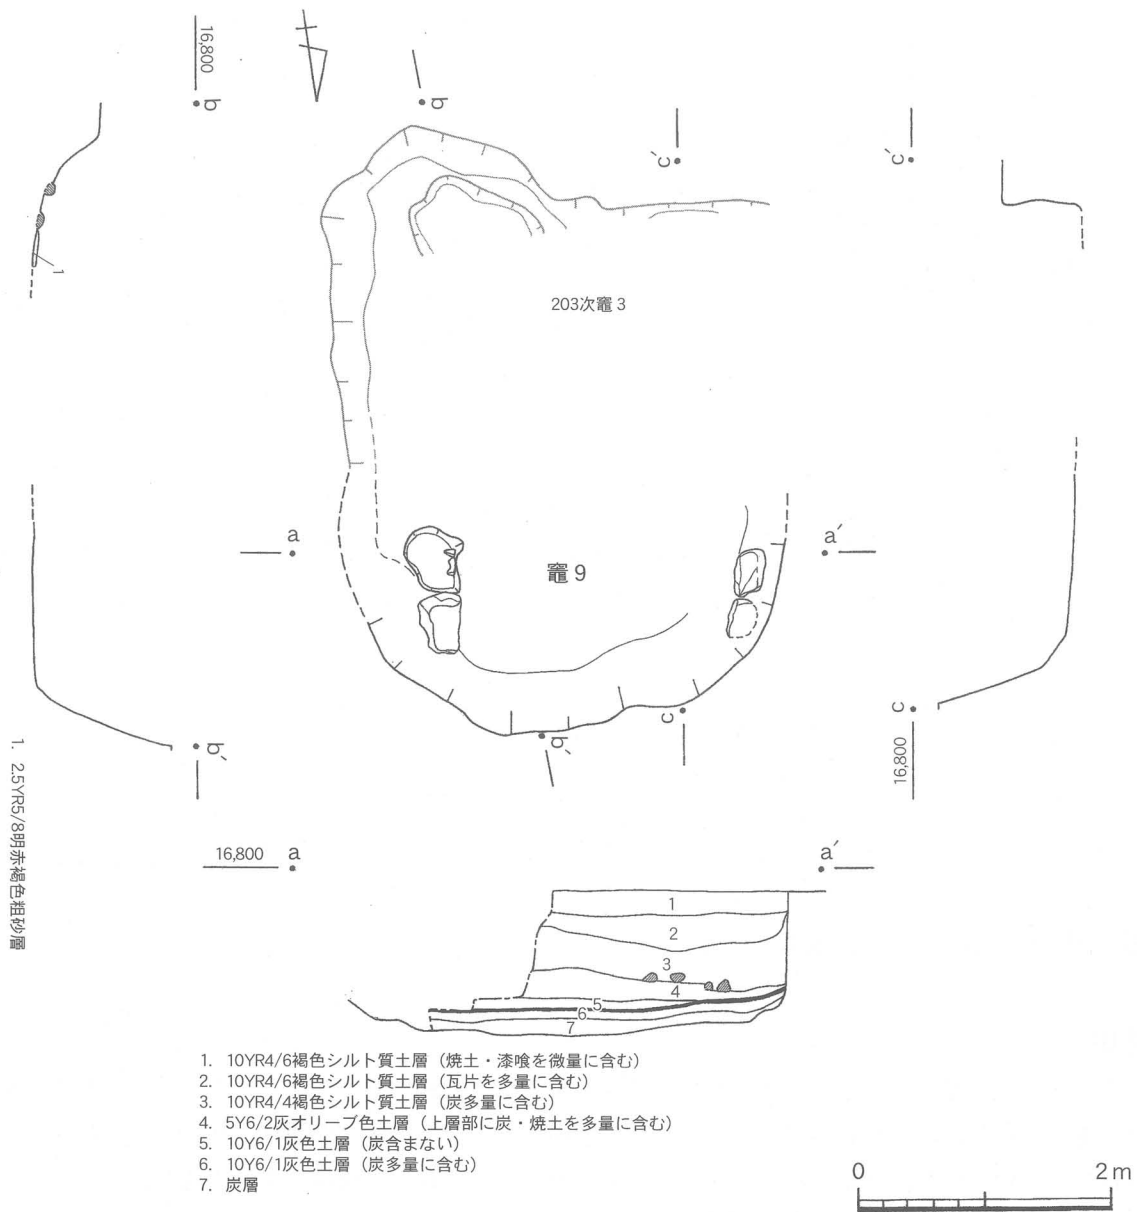 16,800
b
b
c′
c′
1
203次竈3
a
a′
竈9
c
c
b′
b′
16,800
1. 2.5YR5/8明赤褐色粗砂層
16,800
a
a′
1
2
3
4
5
6
7
1. 10YR4/6褐色シルト質土層（焼土・漆喰を微量に含む）
2. 10YR4/6褐色シルト質土層（瓦片を多量に含む）
3. 10YR4/4褐色シルト質土層（炭多量に含む）
4. 5Y6/2灰オリーブ色土層（上層部に炭・焼土を多量に含む）
5. 10Y6/1灰色土層（炭含まない）
6. 10Y6/1灰色土層（炭多量に含む）
7. 炭層
0 2m